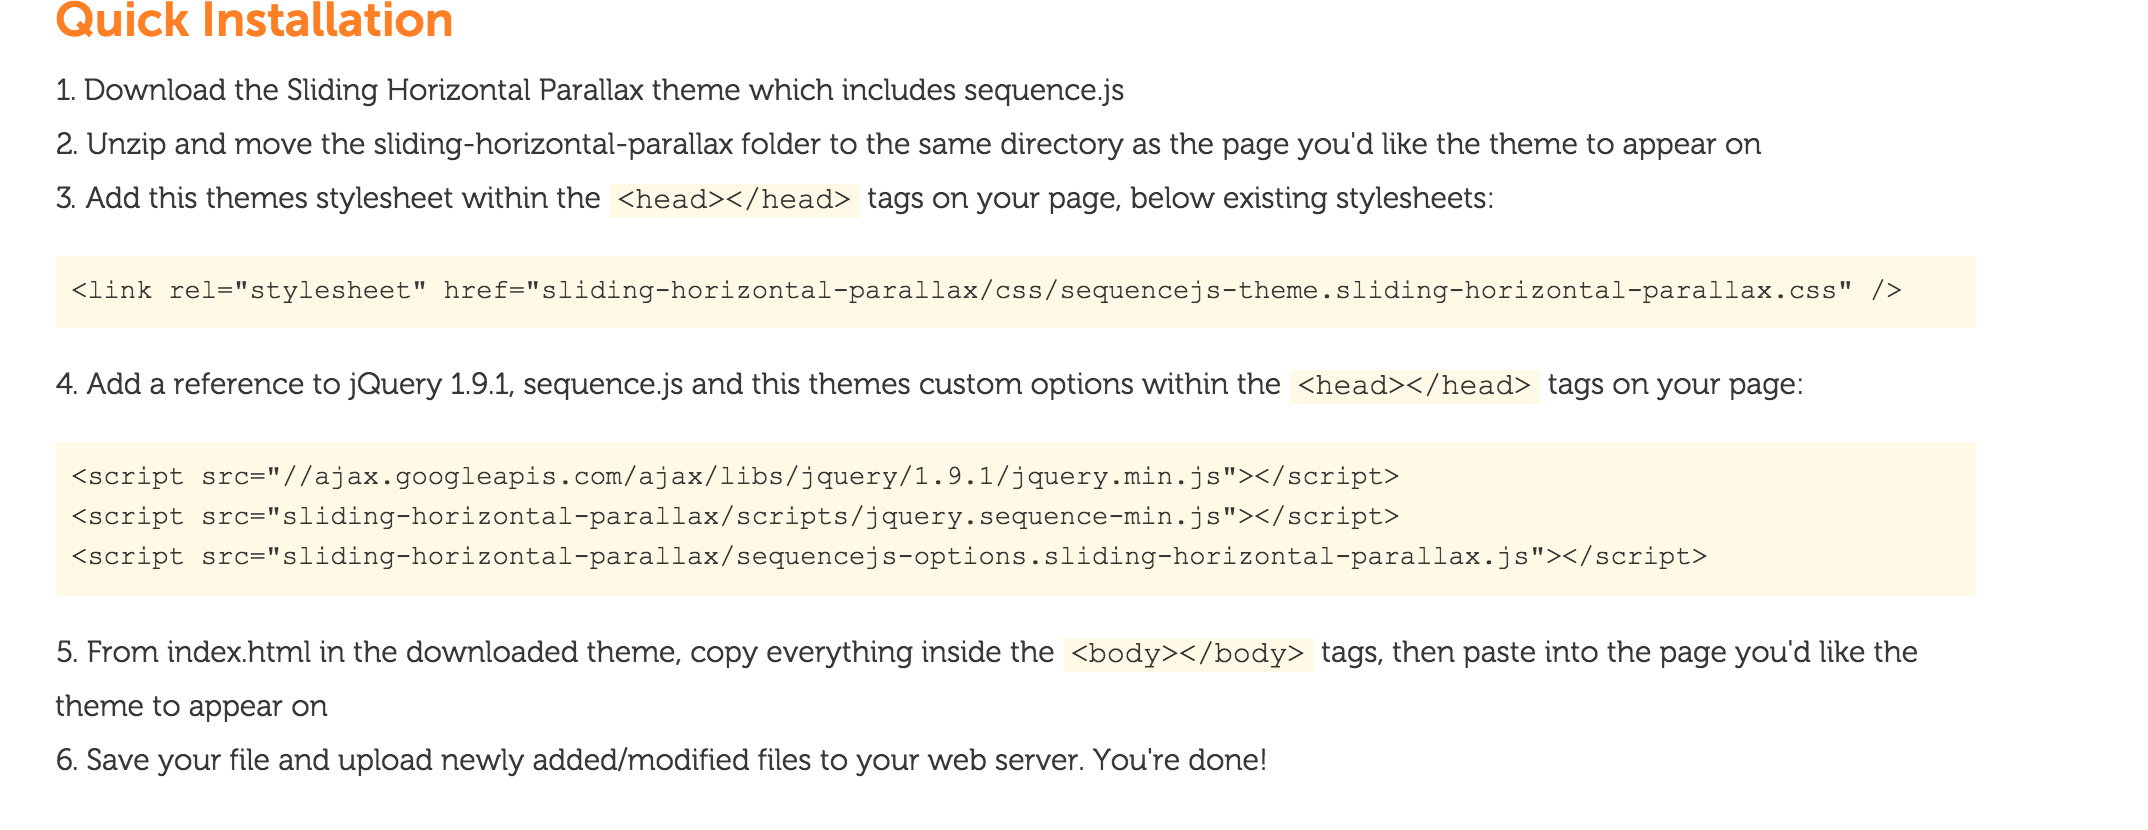 Quick Installation
1. Download the Sliding Horizontal Parallax theme which includes sequence.js
2. Unzip and move the sliding-horizontal-parallax folder to the same directory as the page you'd like the theme to appear on
3. Add this themes stylesheet within the <head></head> tags on your page, below existing stylesheets:
<link rel="stylesheet" href="sliding-horizontal-parallax/css/sequencejs-theme.sliding-horizontal-parallax.css" />
4. Add a reference to jQuery 1.9.1, sequence.js and this themes custom options within the <head></head> tags on your page:
<script src="//ajax.googleapis.com/ajax/libs/jquery/1.9.1/jquery.min.js"></script>
<script src="sliding-horizontal-parallax/scripts/jquery.sequence-min.js"></script>
<script src="sliding-horizontal-parallax/sequencejs-options.sliding-horizontal-parallax.js"></script>
5. From index.html in the downloaded theme, copy everything inside the <body></body> tags, then paste into the page you'd like the
theme to appear on
6. Save your file and upload newly added/modified files to your web server. You're done!